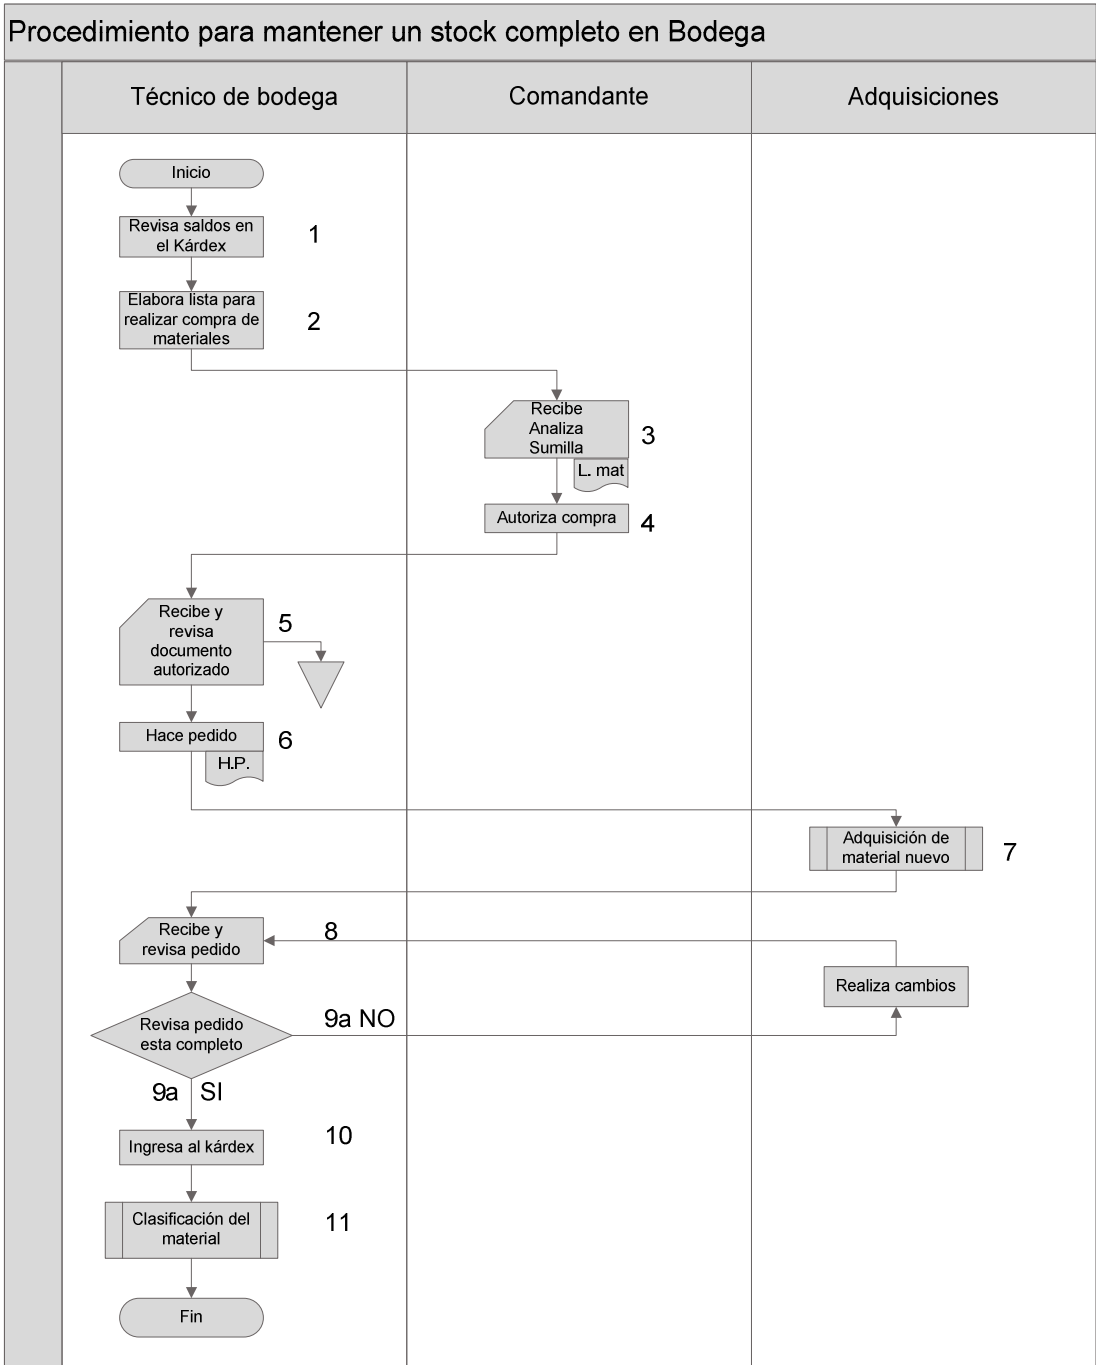 Procedimiento para mantener un stock completo en Bodega
Técnico de bodega
Comandante
Adquisiciones
Inicio
Revisa saldos en
el Kárdex
1
Elabora lista para
realizar compra de
materiales
2
Recibe
Analiza
Sumilla
3
L. mat
Autoriza compra
4
Recibe y
revisa
documento
autorizado
5
Hace pedido
6
H.P.
Adquisición de
material nuevo
7
Recibe y
revisa pedido
8
Realiza cambios
Revisa pedido
esta completo
9a NO
9a SI
Ingresa al kárdex
10
Clasificación del
material
11
Fin